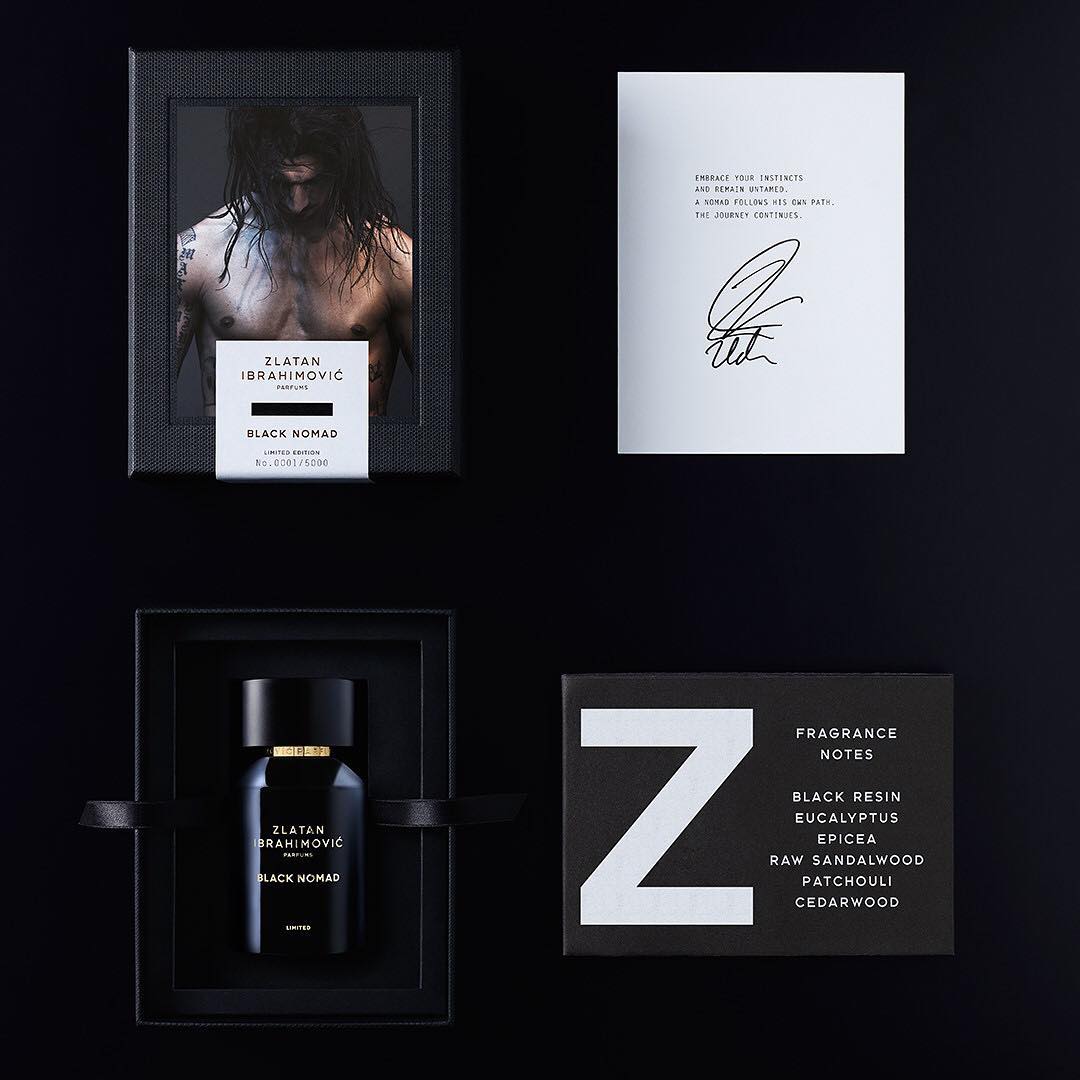 ZLATAN
IBRAHIMOVIĆ
PARFUMS
BLACK NOMAD
LIMITED EDITION
No.0001/5000
EMBRACE YOUR INSTINCTS
AND REMAIN UNTAMED.
A NOMAD FOLLOWS HIS OWN PATH.
THE JOURNEY CONTINUES.
ZLATAN
IBRAHIMOVIĆ
PARFUMS
BLACK NOMAD
LIMITED
Z
FRAGRANCE
NOTES
BLACK RESIN
EUCALYPTUS
EPICEA
RAW SANDALWOOD
PATCHOULI
CEDARWOOD